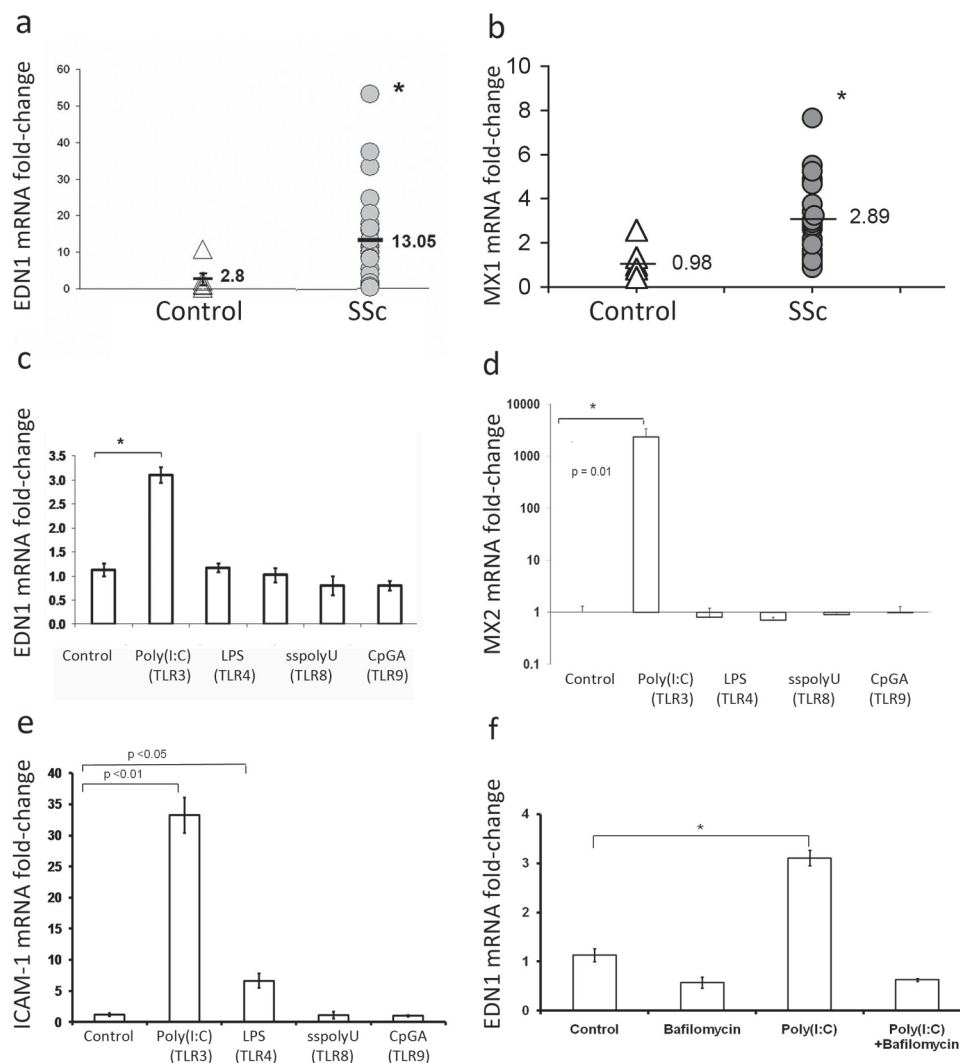 a
EDN1 mRNA fold-change
60
50
40
30
20
10
0
*
2.8
13.05
Control SSc
b
MX1 mRNA fold-change
10
8
6
4
2
0
*
0.98
2.89
Control SSc
c
EDN1 mRNA fold-change
3.5
3.0
2.5
2.0
1.5
1.0
0.5
0.0
*
Control Poly(I:C) LPS sspolyU CpGA
(TLR3) (TLR4) (TLR8) (TLR9)
d
MX2 mRNA fold-change
10000
1000
100
10
1
0.1
*
p = 0.01
Control Poly(I:C) LPS sspolyU CpGA
(TLR3) (TLR4) (TLR8) (TLR9)
e
ICAM-1 mRNA fold-change
40
35
30
25
20
15
10
5
0
p <0.05
p <0.01
Control Poly(I:C) LPS sspolyU CpGA
(TLR3) (TLR4) (TLR8) (TLR9)
f
EDN1 mRNA fold-change
4
3
2
1
0
*
Control Bafilomycin Poly(I:C) Poly(I:C)
+Bafilomycin